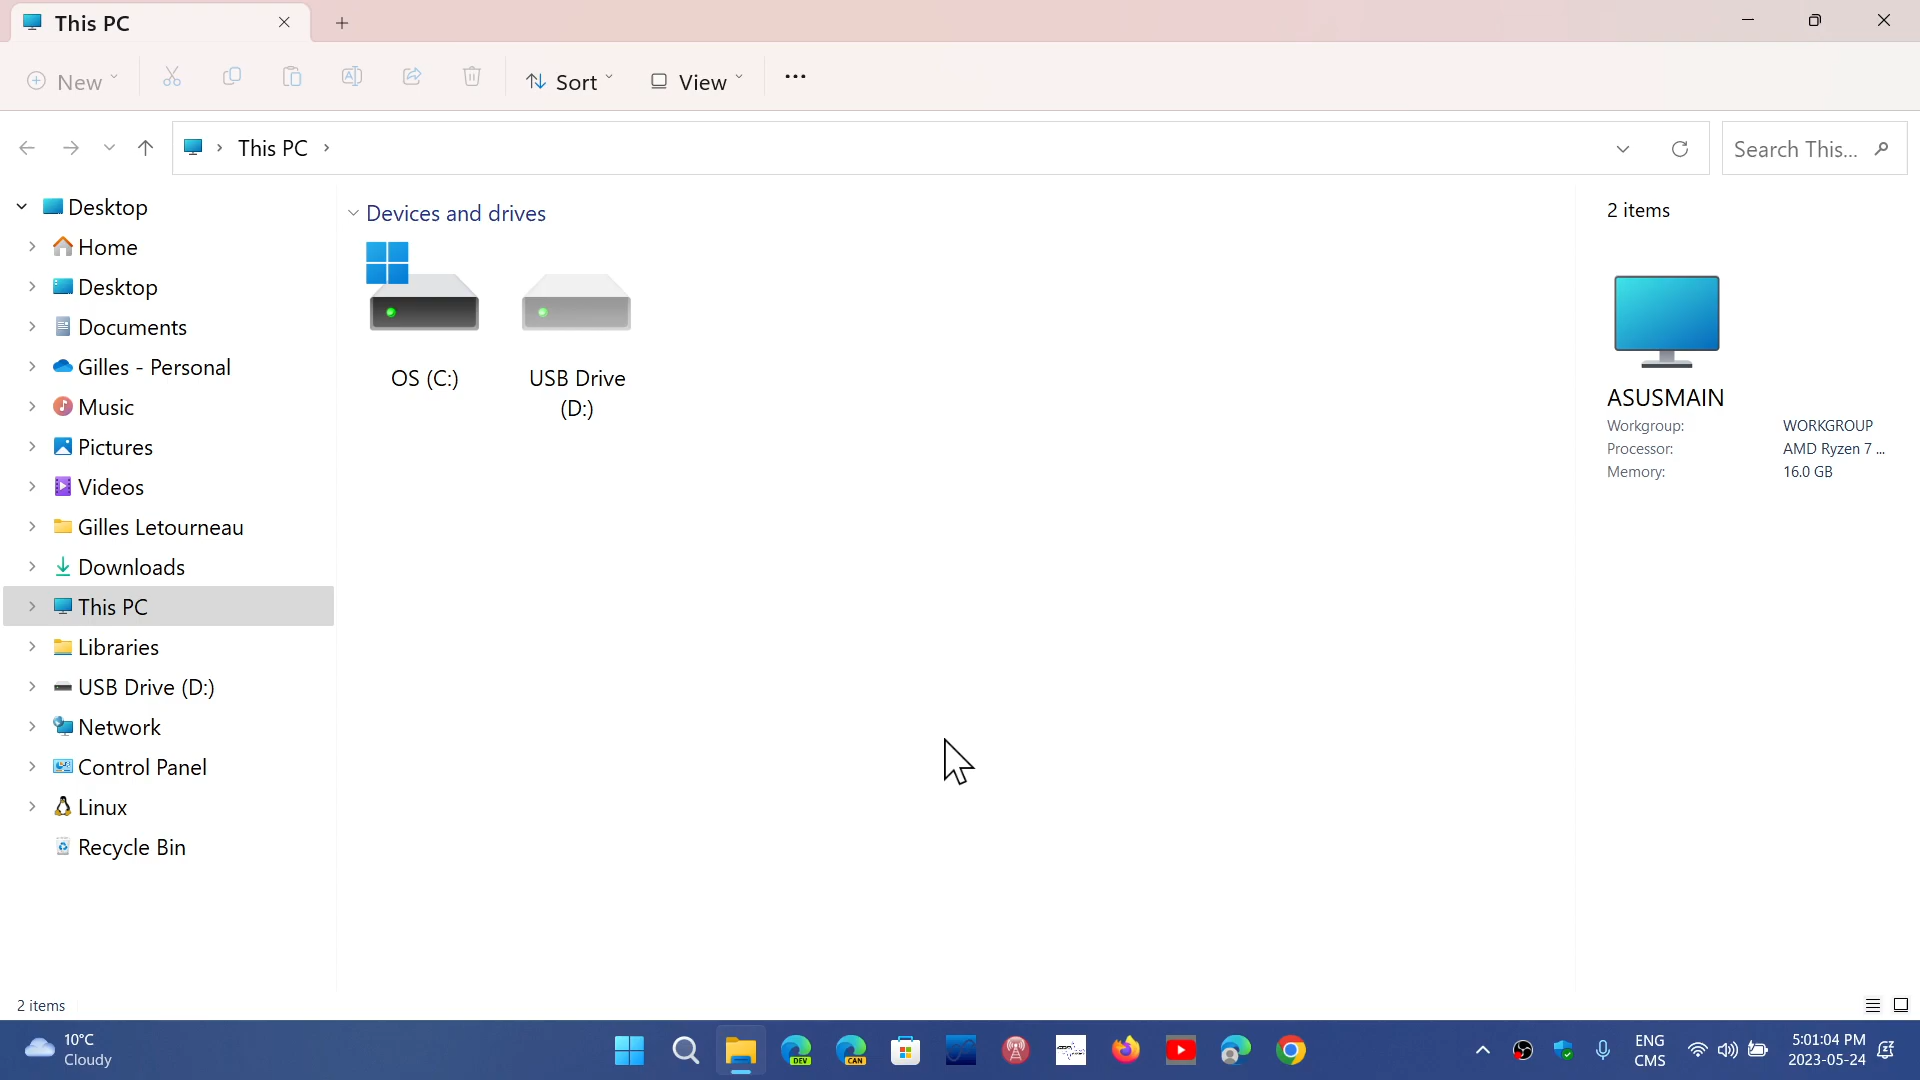 This PC
New
Sort
View
This PC
Search This...
Desktop
Home
Desktop
Documents
Gilles - Personal
Music
Pictures
Videos
Gilles Letourneau
Downloads
This PC
Libraries
USB Drive (D:)
Network
Control Panel
Linux
Recycle Bin
Devices and drives
OS (C:)
USB Drive
(D:)
2 items
ASUSMAIN
Workgroup: WORKGROUP
Processor: AMD Ryzen 7 ...
Memory: 16.0 GB
2 items
10°C
Cloudy
DEV
CAN
ENG
CMS
5:01:04 PM
2023-05-24